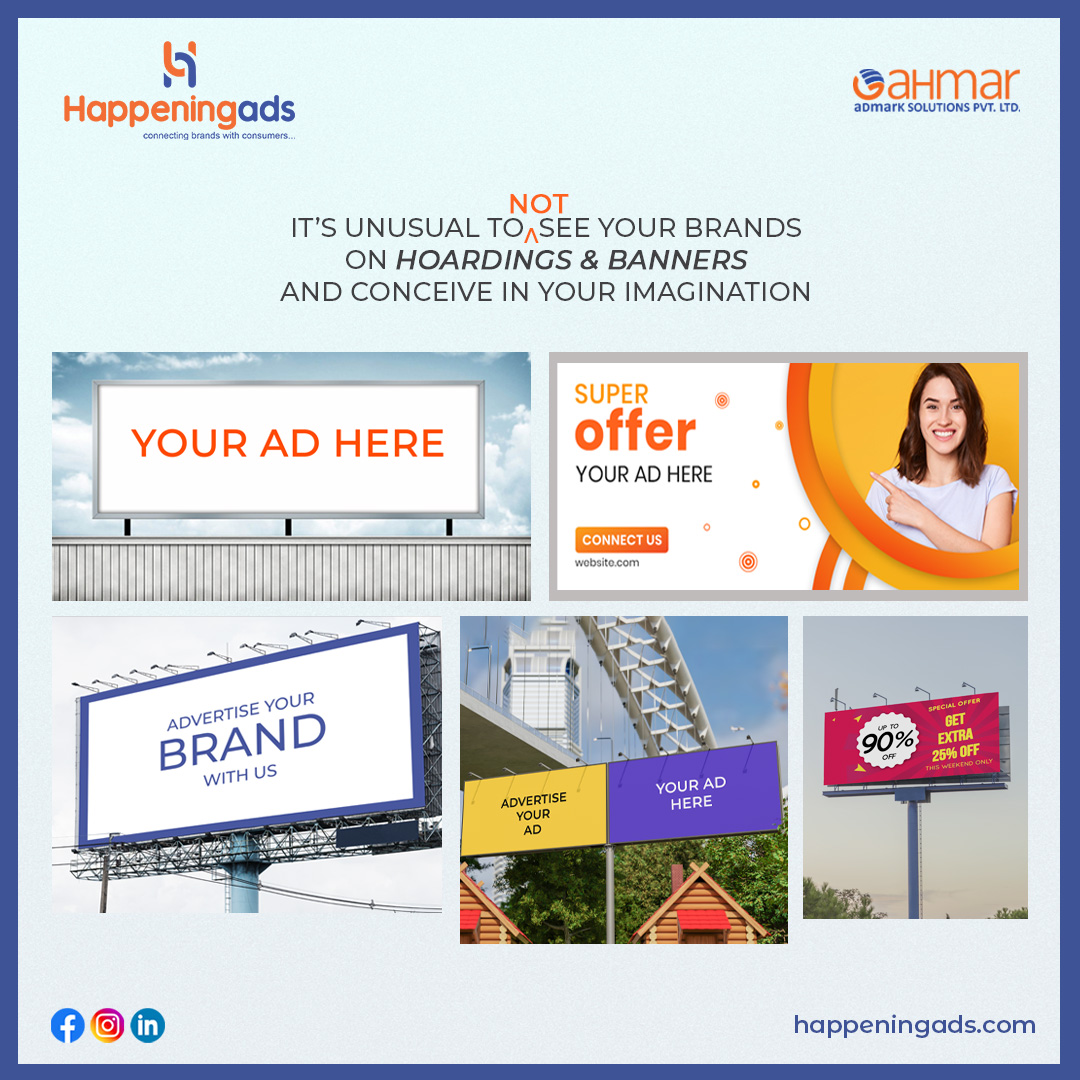 Happeningads
connecting brands with consumers...
aHmar
aDmarK SOLUTIONS PVT. LTD.
NOT
IT'S UNUSUAL TO^SEE YOUR BRANDS
ON HOARDINGS & BANNERS
AND CONCEIVE IN YOUR IMAGINATION
YOUR AD HERE
SUPER
offer
YOUR AD HERE
CONNECT US
website.com
ADVERTISE YOUR
BRAND
WITH US
ADVERTISE
YOUR
AD
YOUR AD
HERE
UP TO
90%
OFF
SPECIAL OFFER
GET
EXTRA
25% OFF
THIS WEEKEND ONLY
happeningads.com